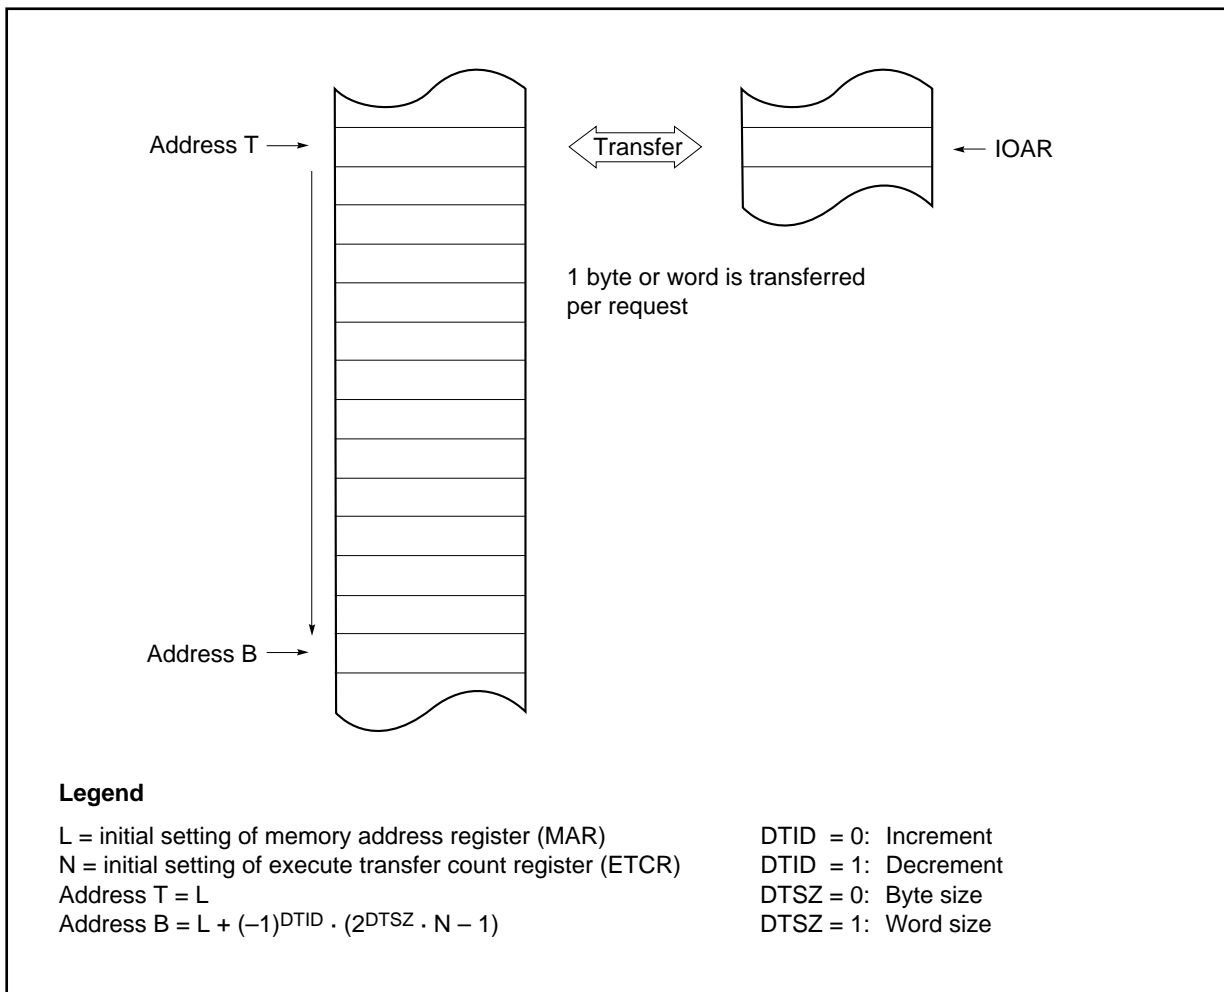 Address T
Transfer
IOAR
1 byte or word is transferred
per request
Address B
Legend
L = initial setting of memory address register (MAR)
N = initial setting of execute transfer count register (ETCR)
Address T = L
Address B = L + (–1)^DTID · (2^DTSZ · N – 1)
DTID = 0: Increment
DTID = 1: Decrement
DTSZ = 0: Byte size
DTSZ = 1: Word size